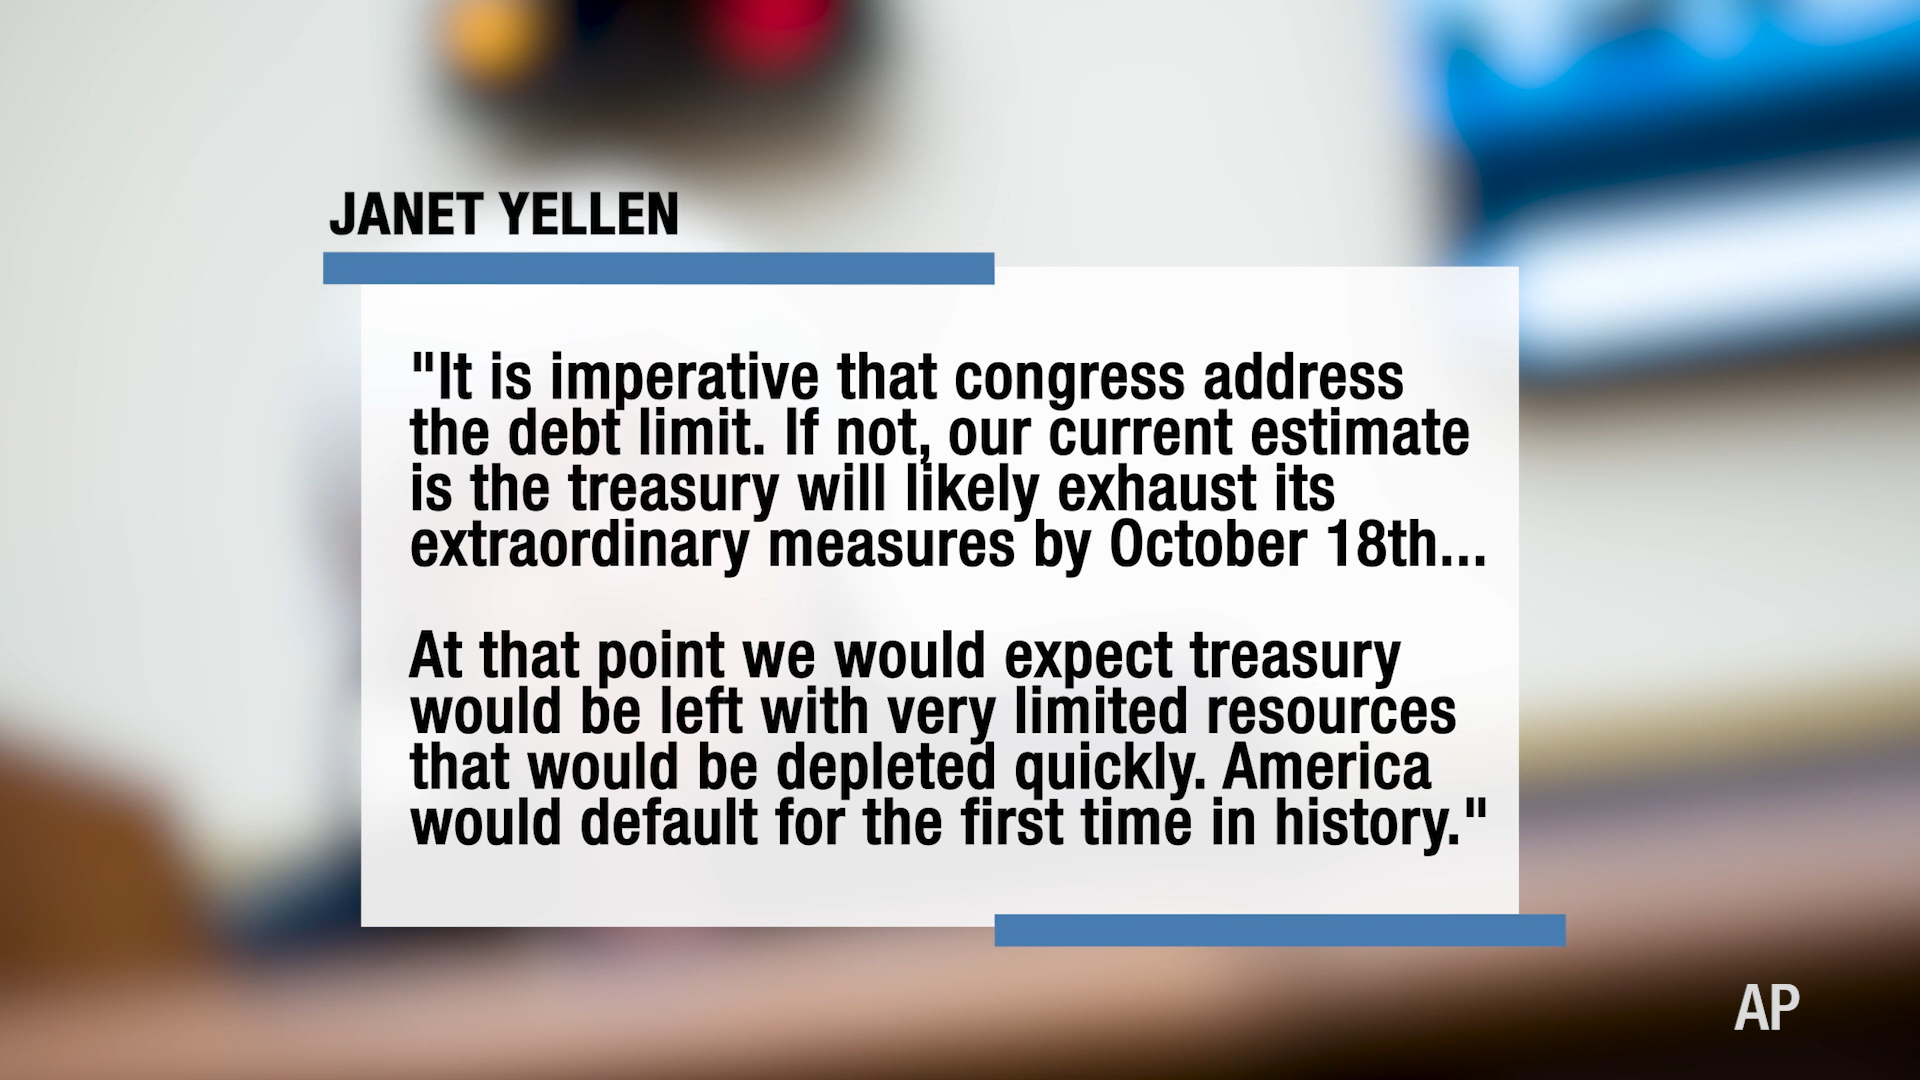 JANET YELLEN
"It is imperative that congress address
the debt limit. If not, our current estimate
is the treasury will likely exhaust its
extraordinary measures by October 18th...
At that point we would expect treasury
would be left with very limited resources
that would be depleted quickly. America
would default for the first time in history."
AP